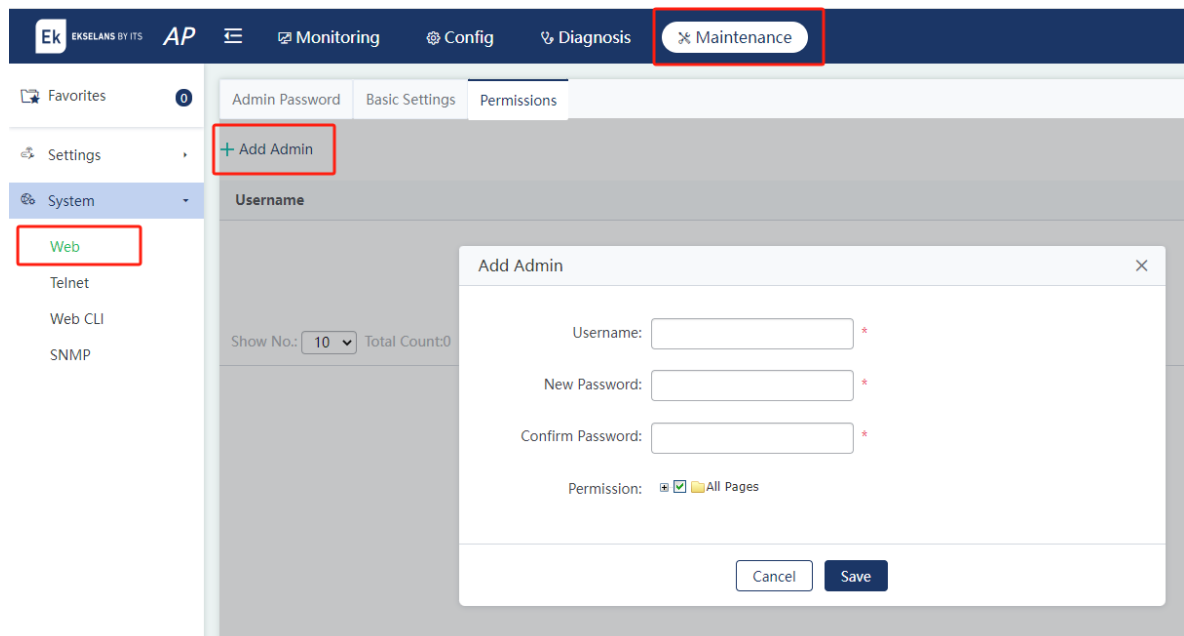 Ek EKSELANS BY ITS AP Monitoring Config Diagnosis Maintenance
Favorites 0
Admin Password Basic Settings Permissions
Settings
+ Add Admin
System
Username
Web
Telnet
Web CLI
SNMP
Show No.: 10 Total Count:0
Add Admin
Username: *
New Password: *
Confirm Password: *
Permission: All Pages
Cancel Save